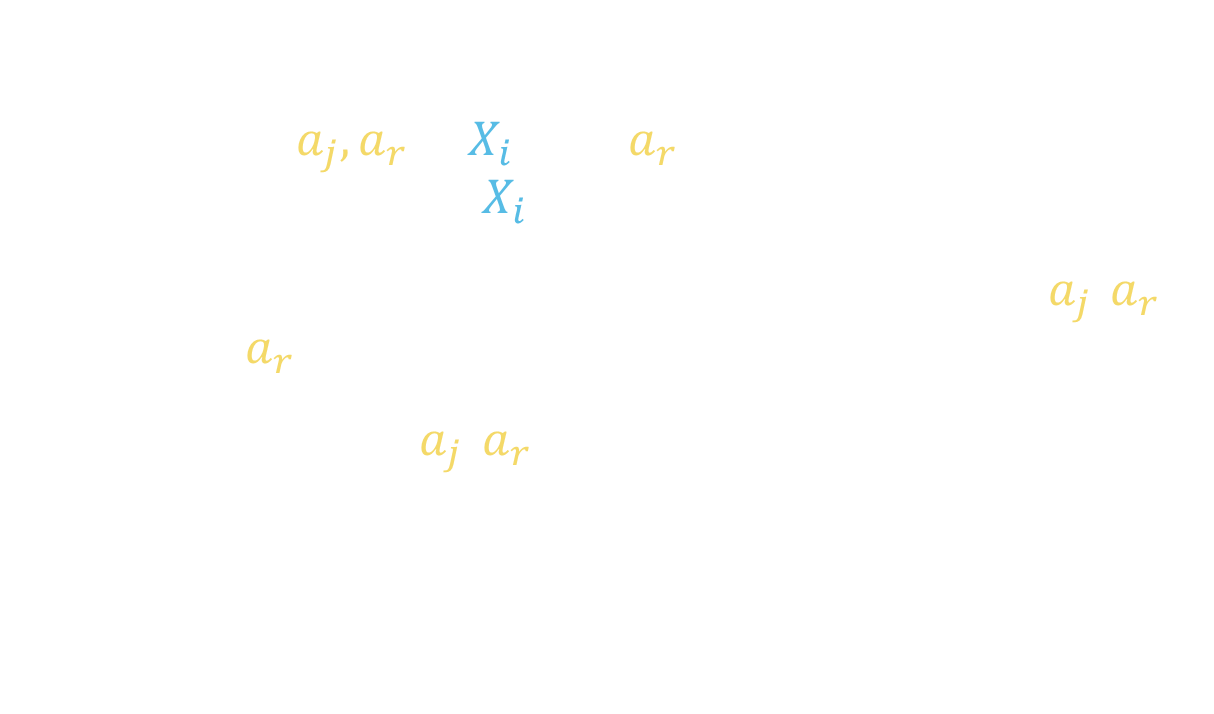 a_j, a_r X_i a_r
X_i
a_j a_r
a_r
a_j a_r